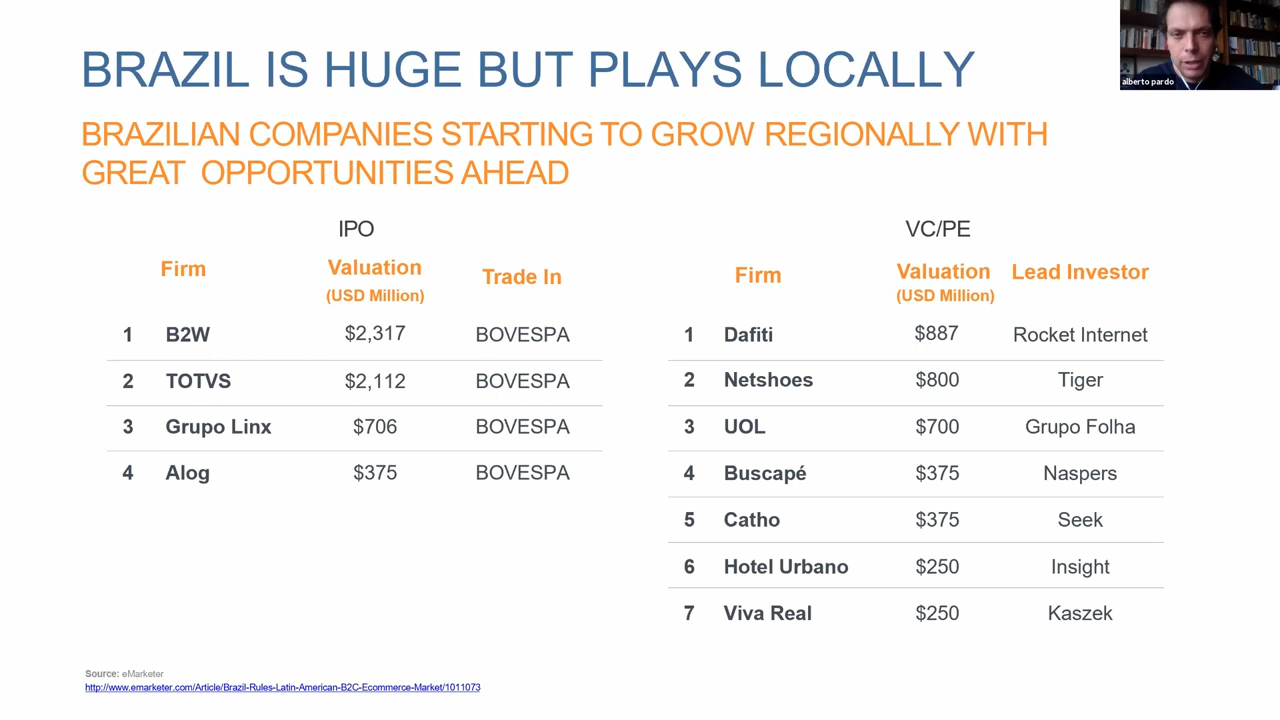 BRAZIL IS HUGE BUT PLAYS LOCALLY
alberto pardo
BRAZILIAN COMPANIES STARTING TO GROW REGIONALLY WITH
GREAT OPPORTUNITIES AHEAD
IPO
Firm Valuation (USD Million) Trade In
1 B2W $2,317 BOVESPA
2 TOTVS $2,112 BOVESPA
3 Grupo Linx $706 BOVESPA
4 Alog $375 BOVESPA
VC/PE
Firm Valuation (USD Million) Lead Investor
1 Dafiti $887 Rocket Internet
2 Netshoes $800 Tiger
3 UOL $700 Grupo Folha
4 Buscapé $375 Naspers
5 Catho $375 Seek
6 Hotel Urbano $250 Insight
7 Viva Real $250 Kaszek
Source: eMarketer
http://www.emarketer.com/Article/Brazil-Rules-Latin-American-B2C-Ecommerce-Market/1011073